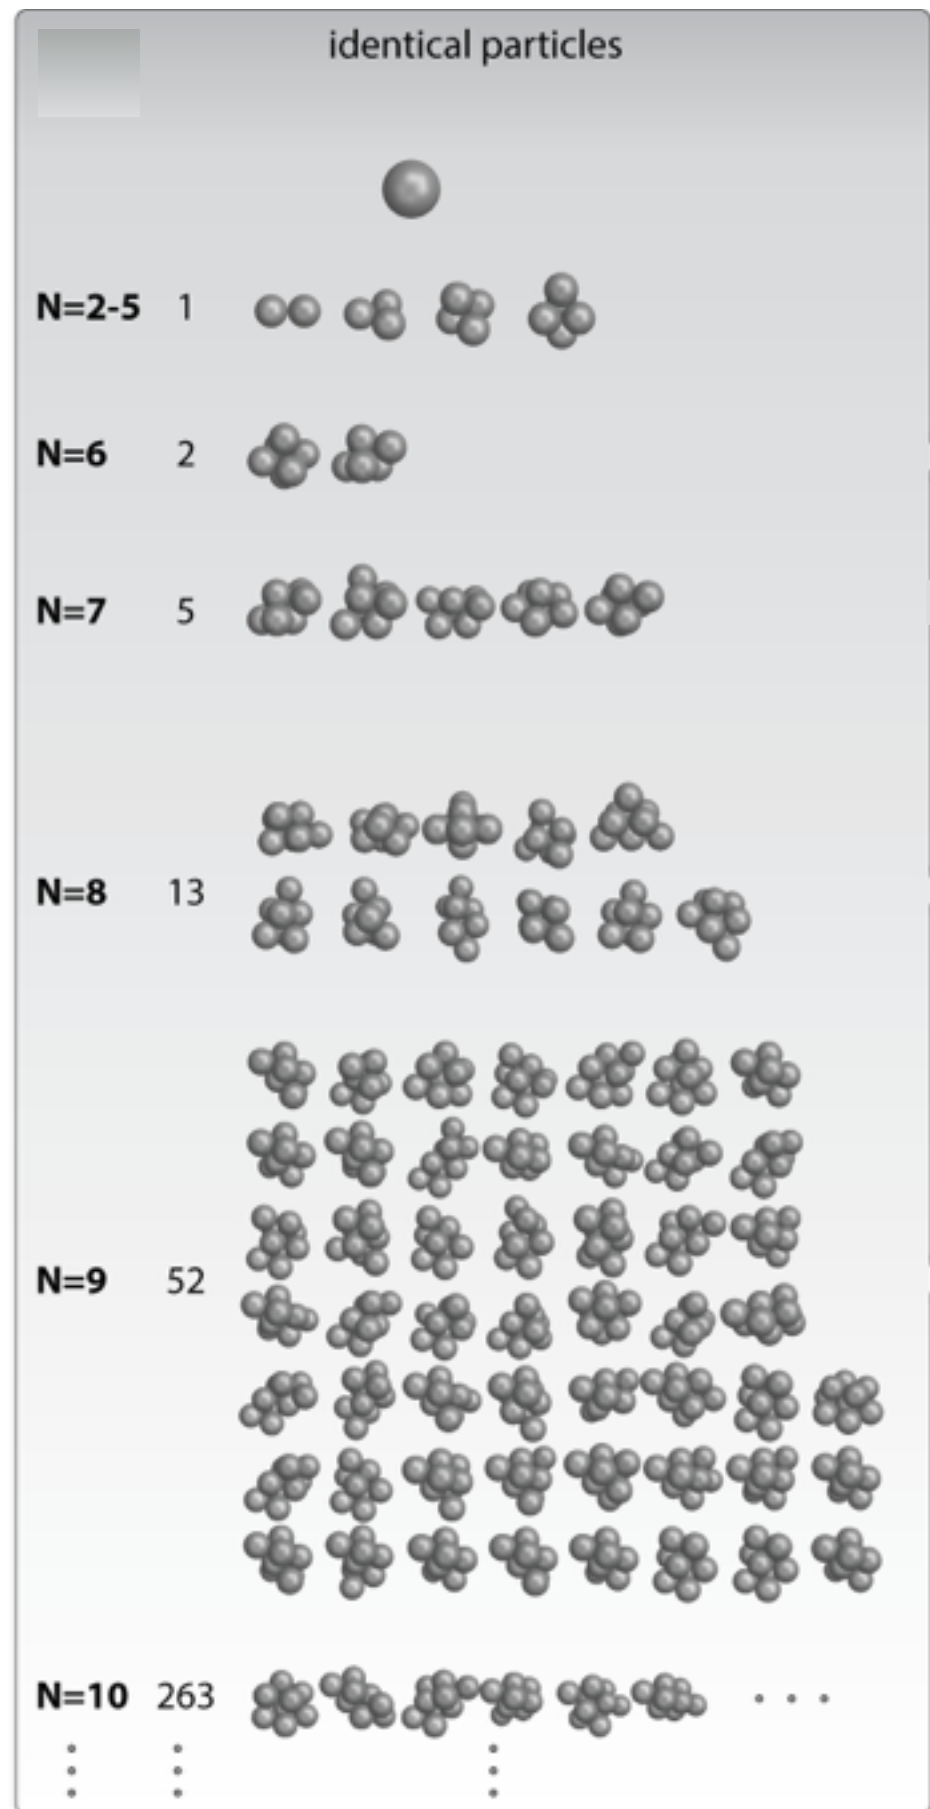 identical particles
N=2-5 1
N=6 2
N=7 5
N=8 13
N=9 52
N=10 263 . . .